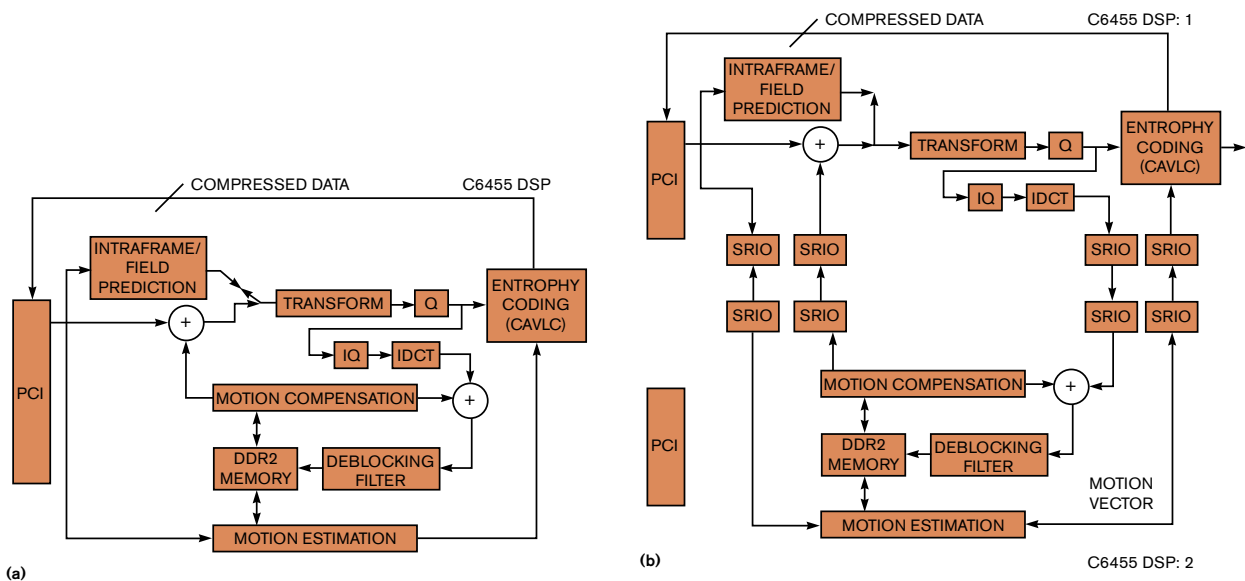 COMPRESSED DATA
C6455 DSP
INTRAFRAME/
FIELD
PREDICTION
PCI
+
TRANSFORM
Q
ENTROPHY
CODING
(CAVLC)
IQ
IDCT
MOTION COMPENSATION
+
DDR2
MEMORY
DEBLOCKING
FILTER
MOTION ESTIMATION
(a)
COMPRESSED DATA
C6455 DSP: 1
INTRAFRAME/
FIELD
PREDICTION
PCI
+
TRANSFORM
Q
ENTROPHY
CODING
(CAVLC)
IQ
IDCT
SRIO
SRIO
SRIO
SRIO
SRIO
SRIO
SRIO
SRIO
PCI
MOTION COMPENSATION
+
DDR2
MEMORY
DEBLOCKING
FILTER
MOTION
VECTOR
MOTION ESTIMATION
(b)
C6455 DSP: 2